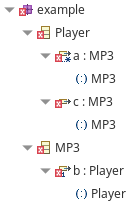 example
Player
a : MP3
(:) MP3
c : MP3
(:) MP3
MP3
b : Player
(:) Player